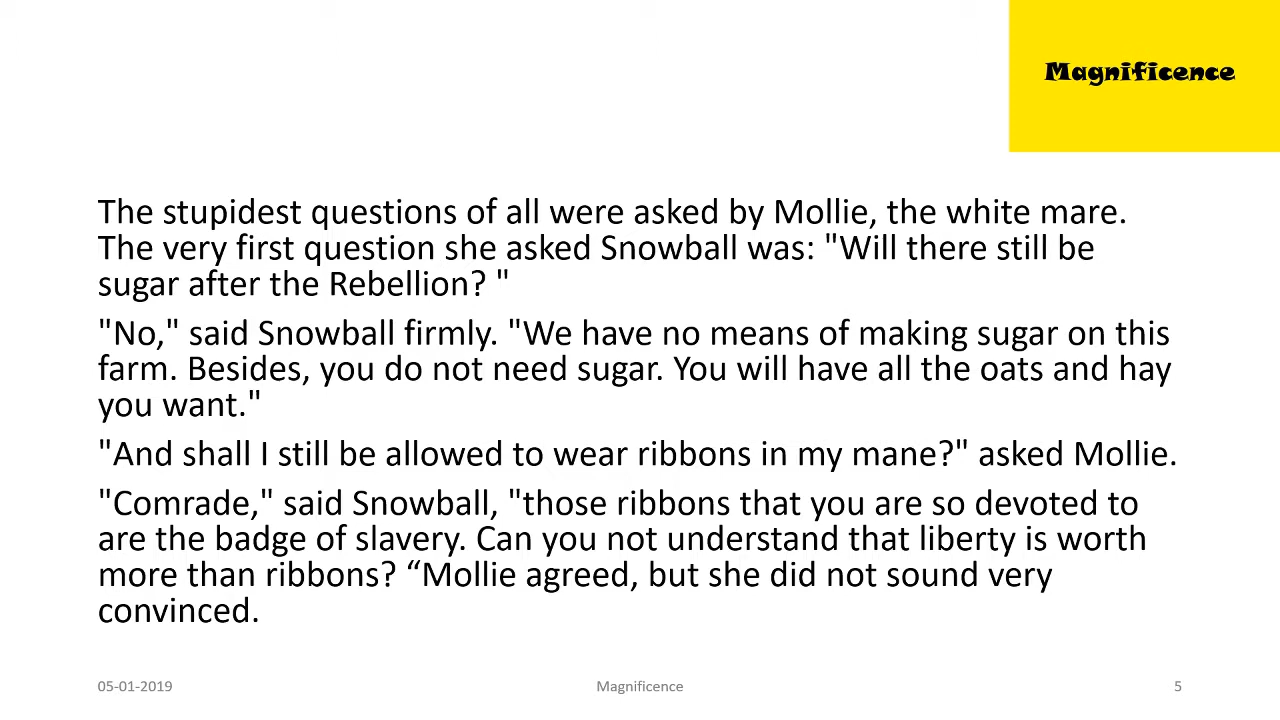 Magnificence
The stupidest questions of all were asked by Mollie, the white mare.
The very first question she asked Snowball was: "Will there still be
sugar after the Rebellion? "
"No," said Snowball firmly. "We have no means of making sugar on this
farm. Besides, you do not need sugar. You will have all the oats and hay
you want."
"And shall I still be allowed to wear ribbons in my mane?" asked Mollie.
"Comrade," said Snowball, "those ribbons that you are so devoted to
are the badge of slavery. Can you not understand that liberty is worth
more than ribbons? “Mollie agreed, but she did not sound very
convinced.
05-01-2019
Magnificence
5